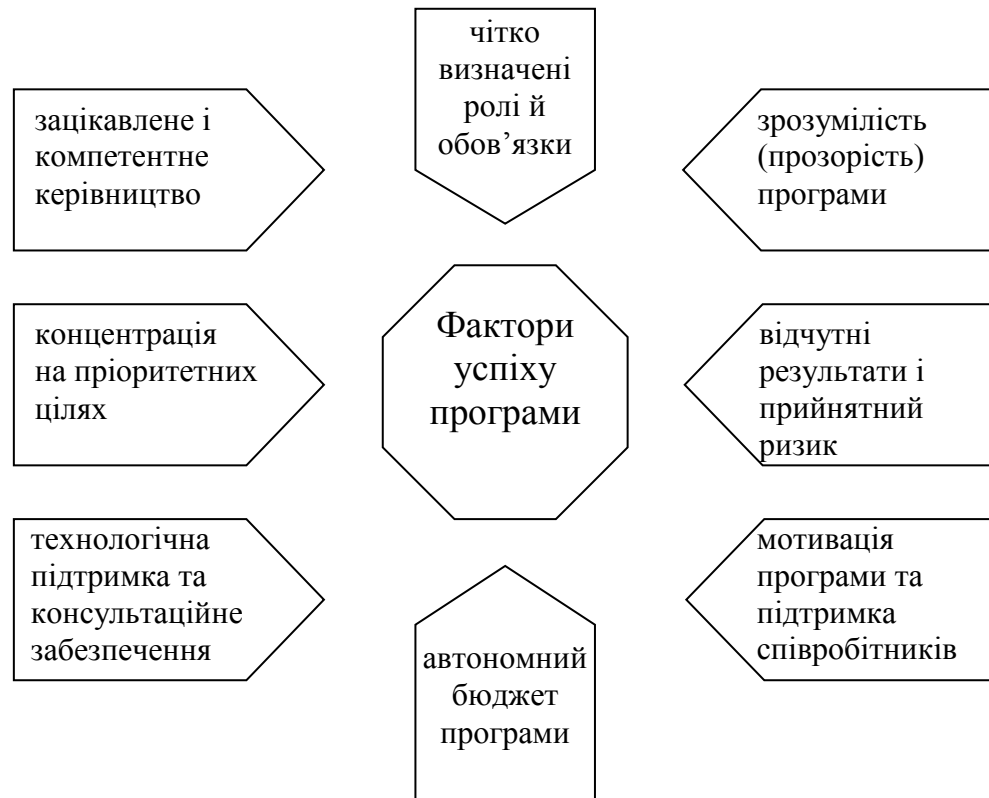 чітко
визначені
ролі й
обов’язки
зацікавлене і
компетентне
керівництво
зрозумілість
(прозорість)
програми
концентрація
на пріоритетних
цілях
Фактори
успіху
програми
відчутні
результати і
прийнятний
ризик
технологічна
підтримка та
консультаційне
забезпечення
автономний
бюджет
програми
мотивація
програми та
підтримка
співробітників